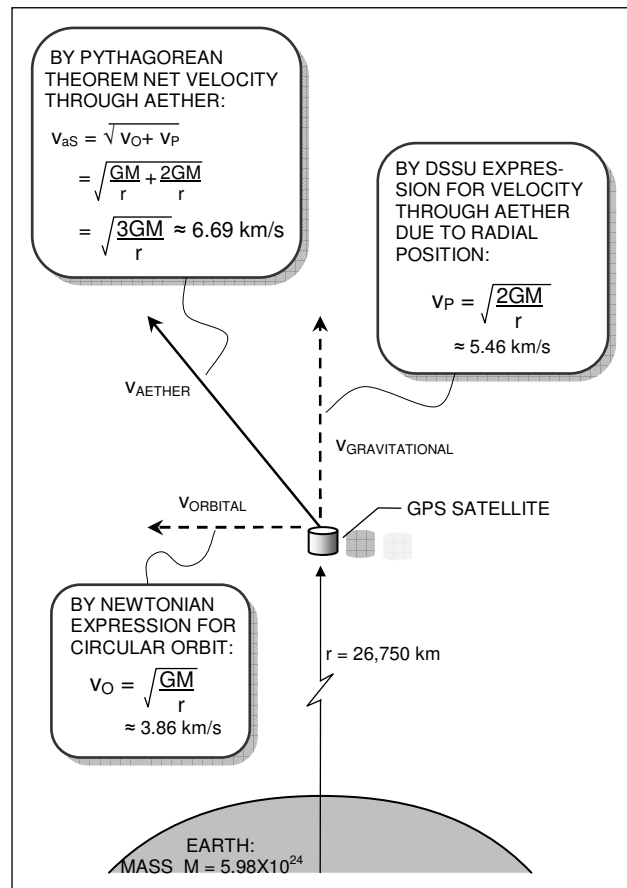 BY PYTHAGOREAN
THEOREM NET VELOCITY
THROUGH AETHER:
vaS = √vO + vP
= √GM/r + 2GM/r
= √3GM/r ≈ 6.69 km/s
BY DSSU EXPRES-
SION FOR VELOCITY
THROUGH AETHER
DUE TO RADIAL
POSITION:
vP = √2GM/r
≈ 5.46 km/s
vAETHER
vGRAVITATIONAL
vORBITAL
GPS SATELLITE
BY NEWTONIAN
EXPRESSION FOR
CIRCULAR ORBIT:
vO = √GM/r
≈ 3.86 km/s
r = 26,750 km
EARTH:
MASS M = 5.98X10²⁴